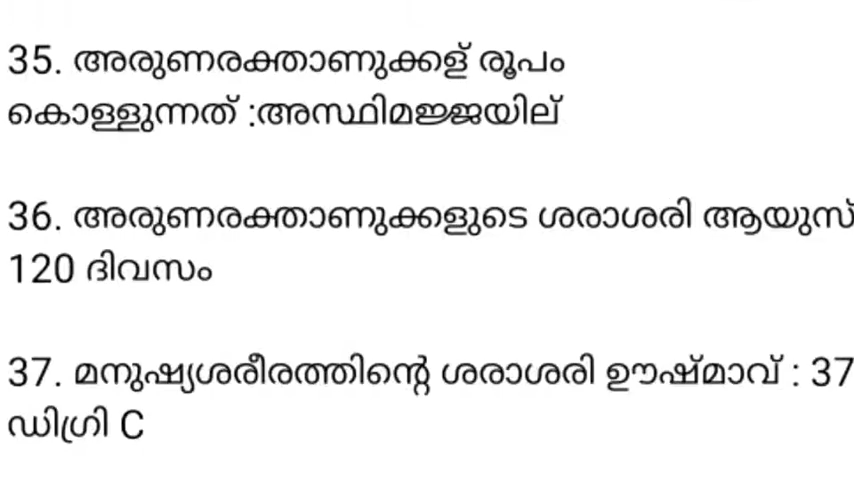 35. അരുണരക്താണുക്കള് രൂപം
കൊള്ളുന്നത് :അസ്ഥിമജ്ജയില്
36. അരുണരക്താണുക്കളുടെ ശരാശരി ആയുസ്
120 ദിവസം
37. മനുഷ്യശരീരത്തിന്റെ ശരാശരി ഊഷ്മാവ് : 37
ഡിഗ്രി C